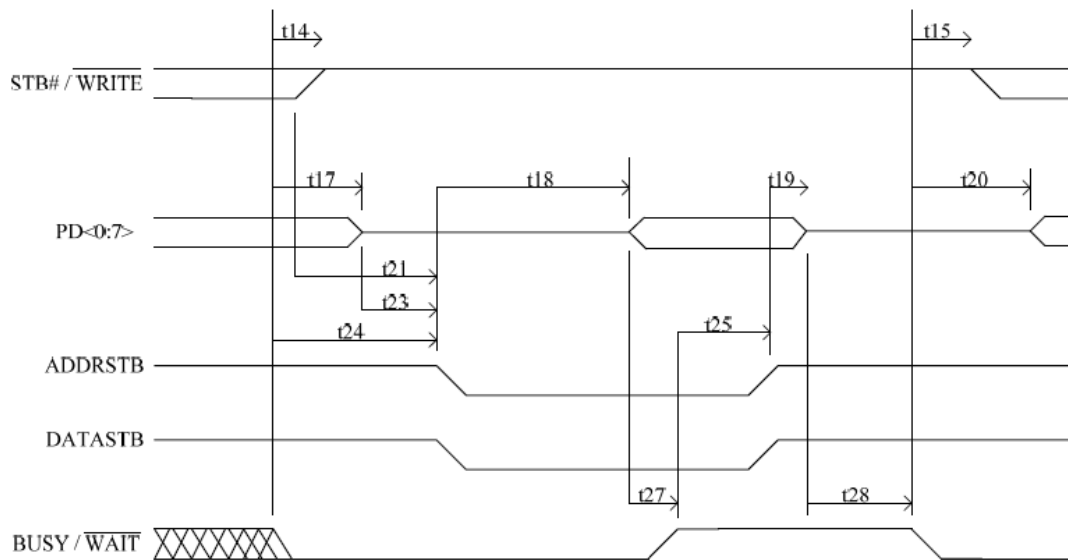 t14 t15
STB# / WRITE
t17 t18 t19 t20
PD<0:7>
t21
t23
t24 t25
ADDRSTB
DATASTB
t27 t28
BUSY / WAIT